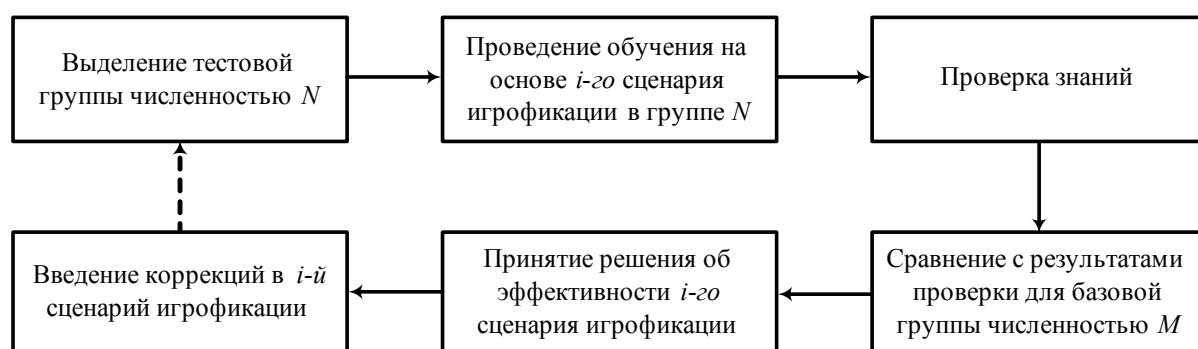 Выделение тестовой
группы численностью N
Проведение обучения на
основе i-го сценария
игрофикации в группе N
Проверка знаний
Сравнение с результатами
проверки для базовой
группы численностью M
Принятие решения об
эффективности i-го
сценария игрофикации
Введение коррекций в i-й
сценарий игрофикации